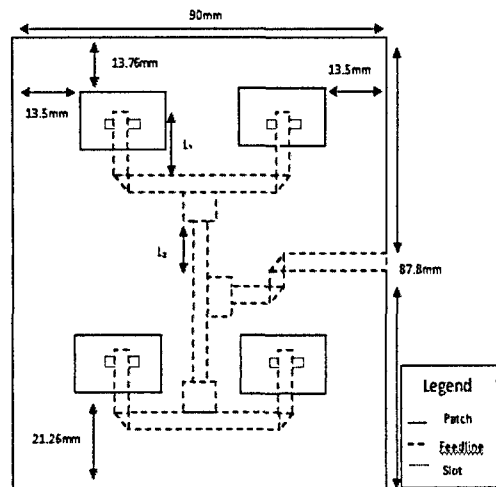 90mm
13.76mm
13.5mm
13.5mm
L₁
L₂
87.8mm
21.26mm
Legend
Patch
Feedline
Slot